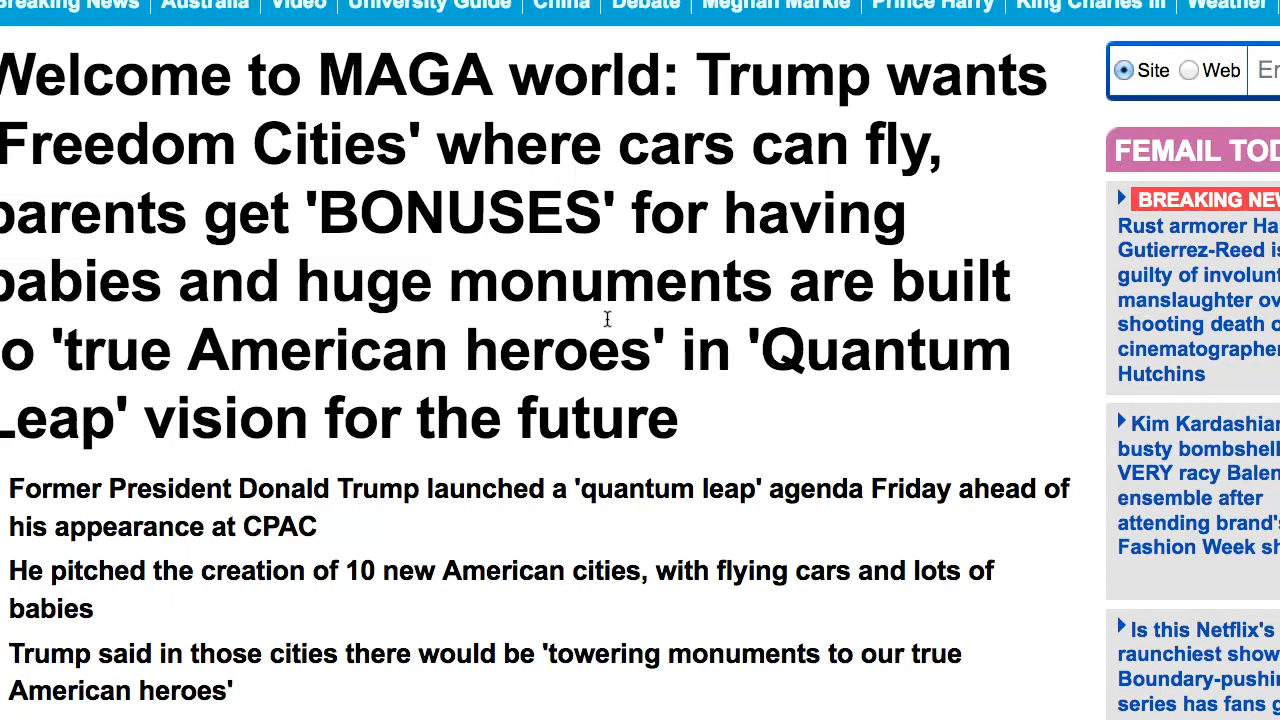 Breaking News Australia Video University Guide China Debate Meghan Markle Prince Harry King Charles III Weather
Welcome to MAGA world: Trump wants
'Freedom Cities' where cars can fly,
parents get 'BONUSES' for having
babies and huge monuments are built
to 'true American heroes' in 'Quantum
Leap' vision for the future
Former President Donald Trump launched a 'quantum leap' agenda Friday ahead of
his appearance at CPAC
He pitched the creation of 10 new American cities, with flying cars and lots of
babies
Trump said in those cities there would be 'towering monuments to our true
American heroes'
Site Web
FEMAIL
BREAKING
Rust armorer
Gutierrez-Reed
guilty of
manslaughter
shooting death
cinematographer
Hutchins
Kim Kardashian
busty bombshell
VERY racy
ensemble after
attending brand's
Fashion Week
Is this Netflix's
raunchiest
Boundary-pushing
series has fans